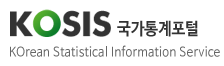 KOSIS 국가통계포털
KOrean Statistical Information Service